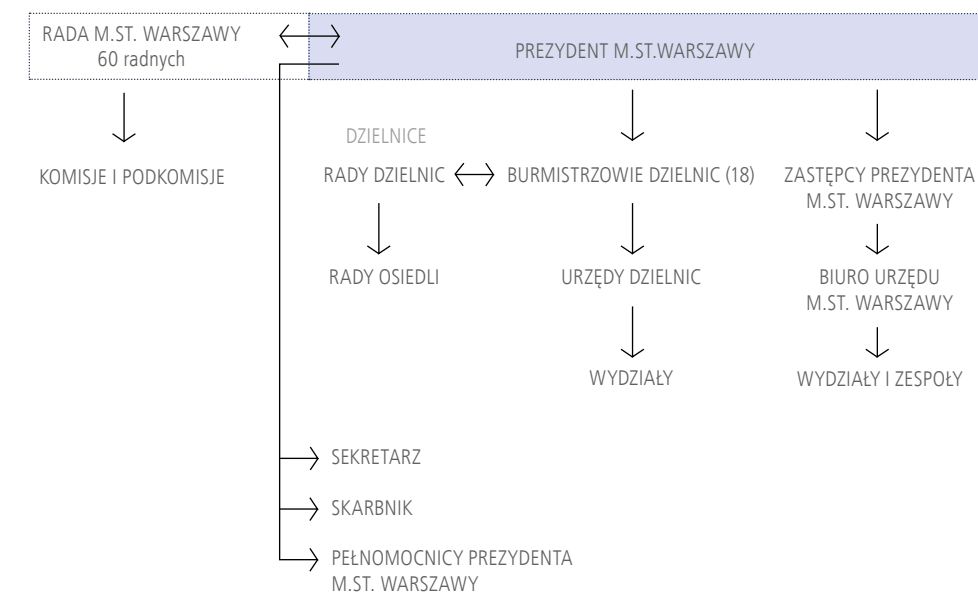 RADA M.ST. WARSZAWY
60 radnych
PREZYDENT M.ST.WARSZAWY
KOMISJE I PODKOMISJE
DZIELNICE
RADY DZIELNIC
BURMISTRZOWIE DZIELNIC (18)
ZASTĘPCY PREZYDENTA
M.ST. WARSZAWY
RADY OSIEDLI
URZĘDY DZIELNIC
BIURO URZĘDU
M.ST. WARSZAWY
WYDZIAŁY
WYDZIAŁY I ZESPOŁY
SEKRETARZ
SKARBNIK
PEŁNOMOCNICY PREZYDENTA
M.ST. WARSZAWY